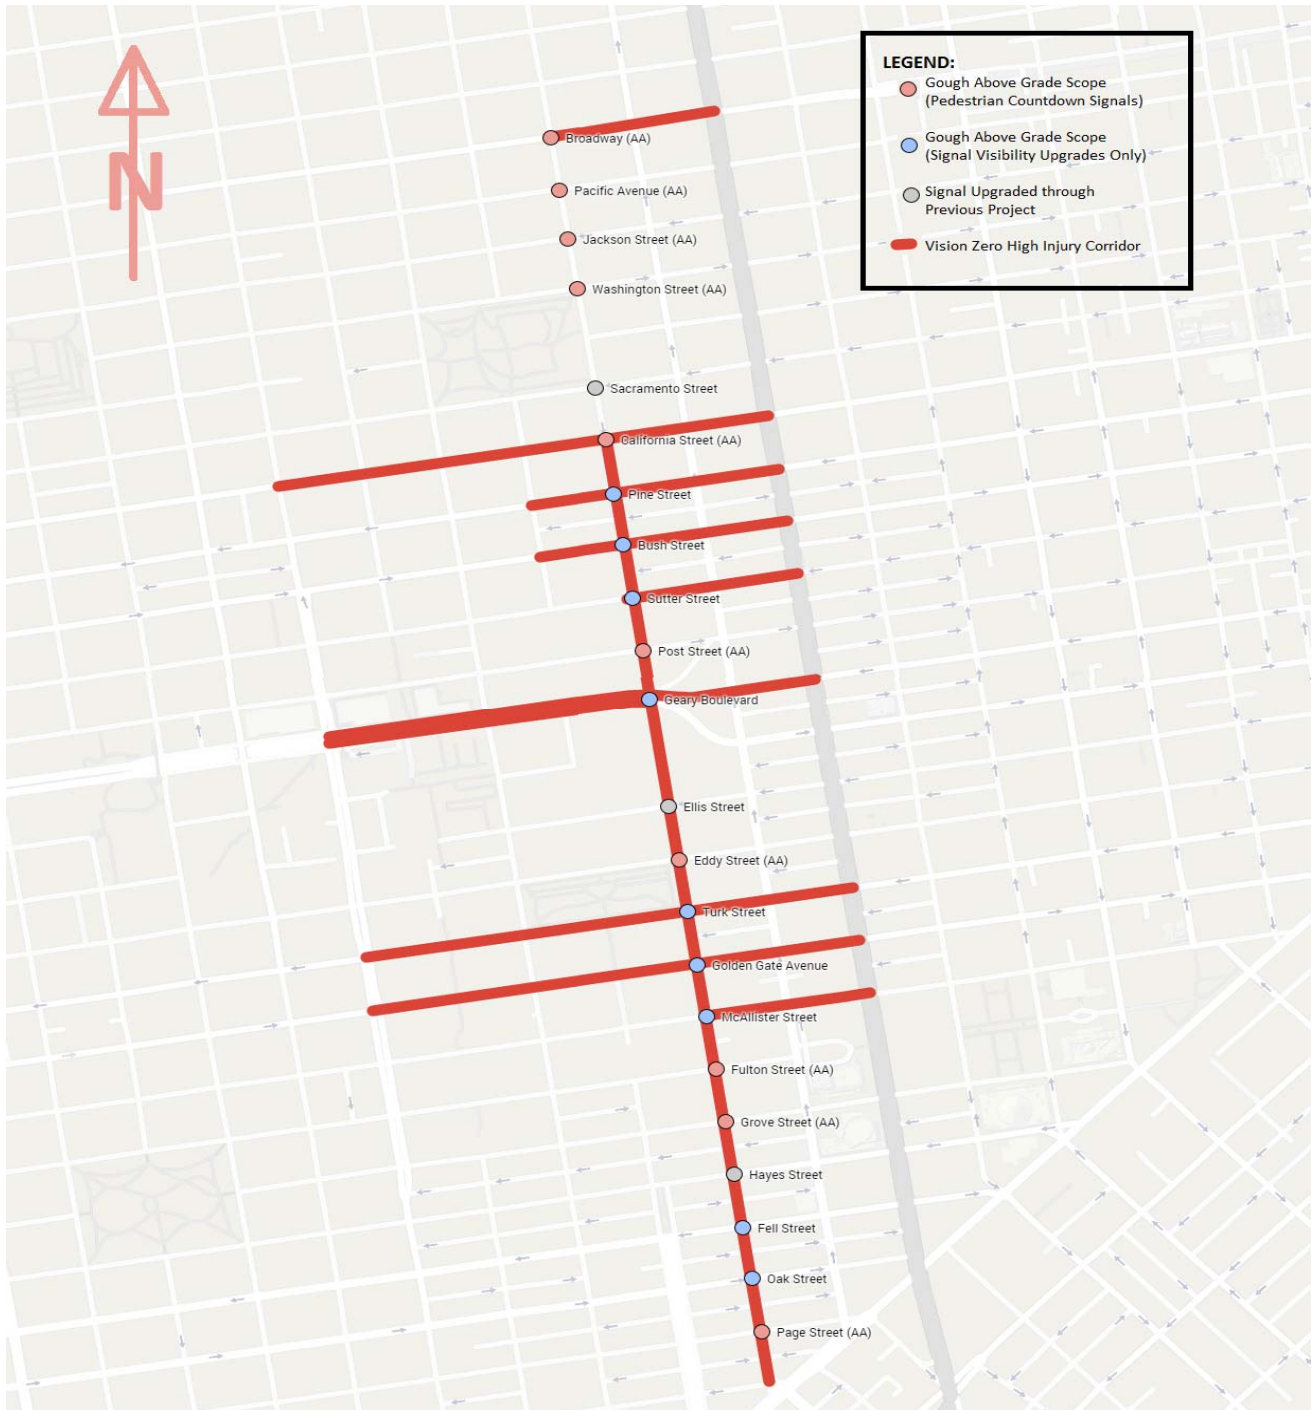 N
LEGEND:
Gough Above Grade Scope
(Pedestrian Countdown Signals)
Gough Above Grade Scope
(Signal Visibility Upgrades Only)
Signal Upgraded through
Previous Project
Vision Zero High Injury Corridor
Broadway (AA)
Pacific Avenue (AA)
Jackson Street (AA)
Washington Street (AA)
Sacramento Street
California Street (AA)
Pine Street
Bush Street
Sutter Street
Post Street (AA)
Geary Boulevard
Ellis Street
Eddy Street (AA)
Turk Street
Golden Gate Avenue
McAllister Street
Fulton Street (AA)
Grove Street (AA)
Hayes Street
Fell Street
Oak Street
Page Street (AA)